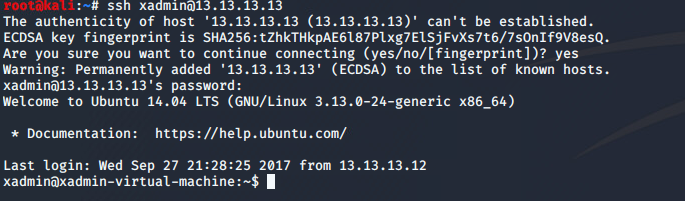 root@kali:~# ssh xadmin@13.13.13.13
The authenticity of host '13.13.13.13 (13.13.13.13)' can't be established.
ECDSA key fingerprint is SHA256:tZhkTHkpAE6l87Plxg7ElSjFvXs7t6/7sOnIf9V8esQ.
Are you sure you want to continue connecting (yes/no/[fingerprint])? yes
Warning: Permanently added '13.13.13.13' (ECDSA) to the list of known hosts.
xadmin@13.13.13.13's password:
Welcome to Ubuntu 14.04 LTS (GNU/Linux 3.13.0-24-generic x86_64)
* Documentation:  https://help.ubuntu.com/
Last login: Wed Sep 27 21:28:25 2017 from 13.13.13.12
xadmin@xadmin-virtual-machine:~$